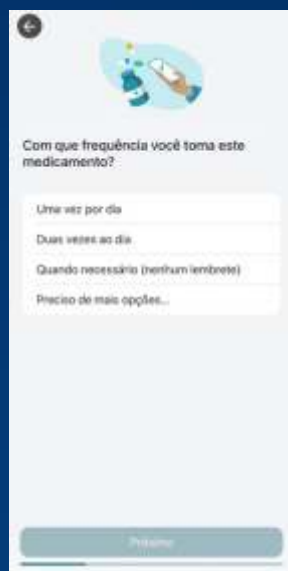 Com que frequência você toma este
medicamento?
Uma vez por dia
Duas vezes ao dia
Quando necessário (nenhum lembrete)
Preciso de mais opções...
Próximo